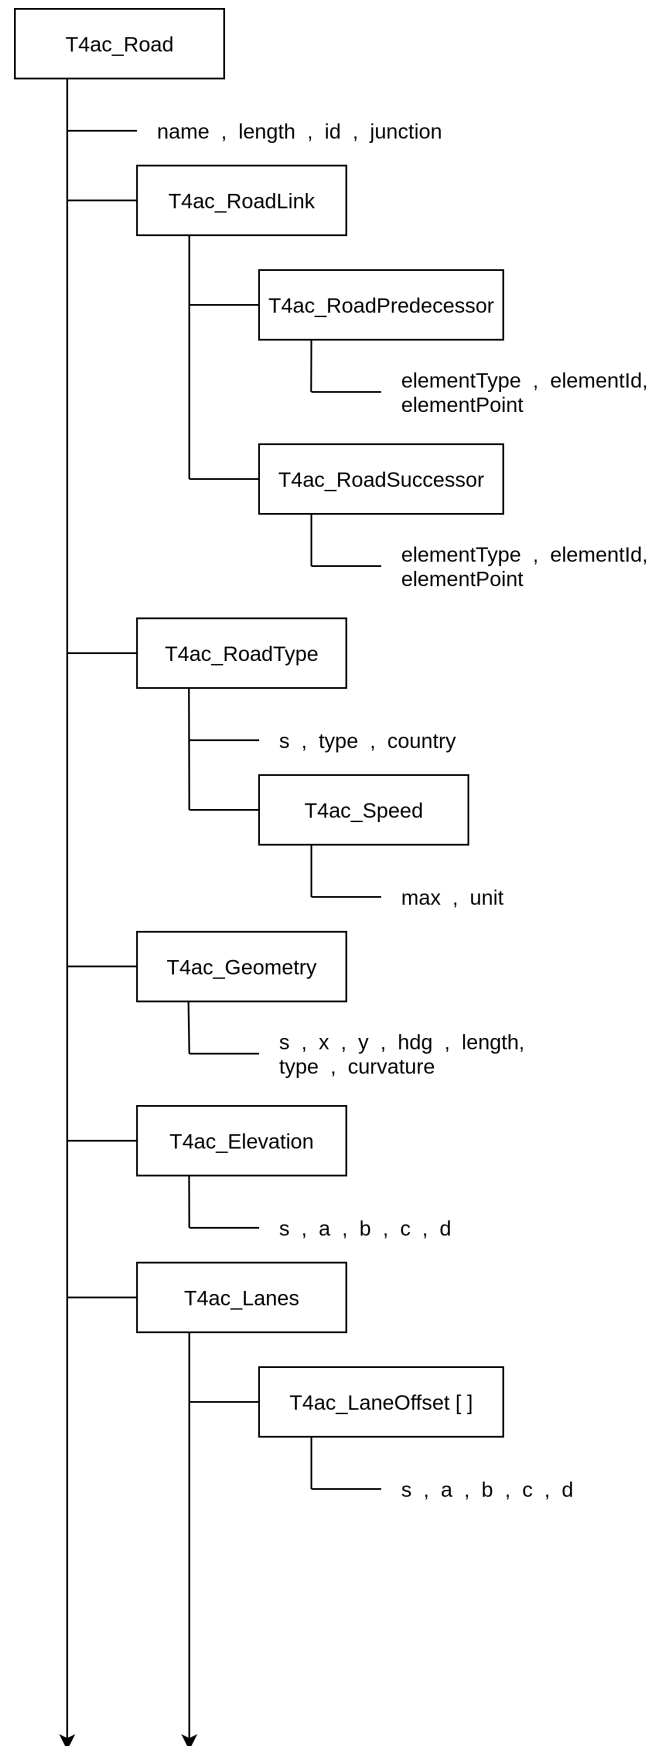 T4ac_Road
name , length , id , junction
T4ac_RoadLink
T4ac_RoadPredecessor
elementType , elementId,
elementPoint
T4ac_RoadSuccessor
elementType , elementId,
elementPoint
T4ac_RoadType
s , type , country
T4ac_Speed
max , unit
T4ac_Geometry
s , x , y , hdg , length,
type , curvature
T4ac_Elevation
s , a , b , c , d
T4ac_Lanes
T4ac_LaneOffset [ ]
s , a , b , c , d